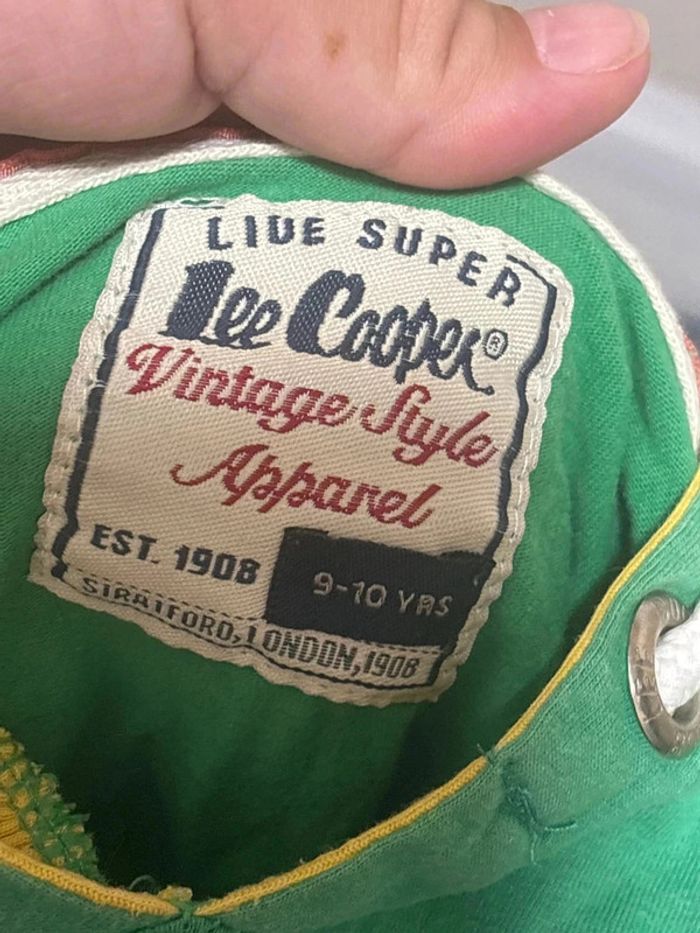 LIVE SUPER
Lee Cooper®
Vintage Style
Apparel
EST. 1908
9-10 YRS
STRATFORD, LONDON, 1908